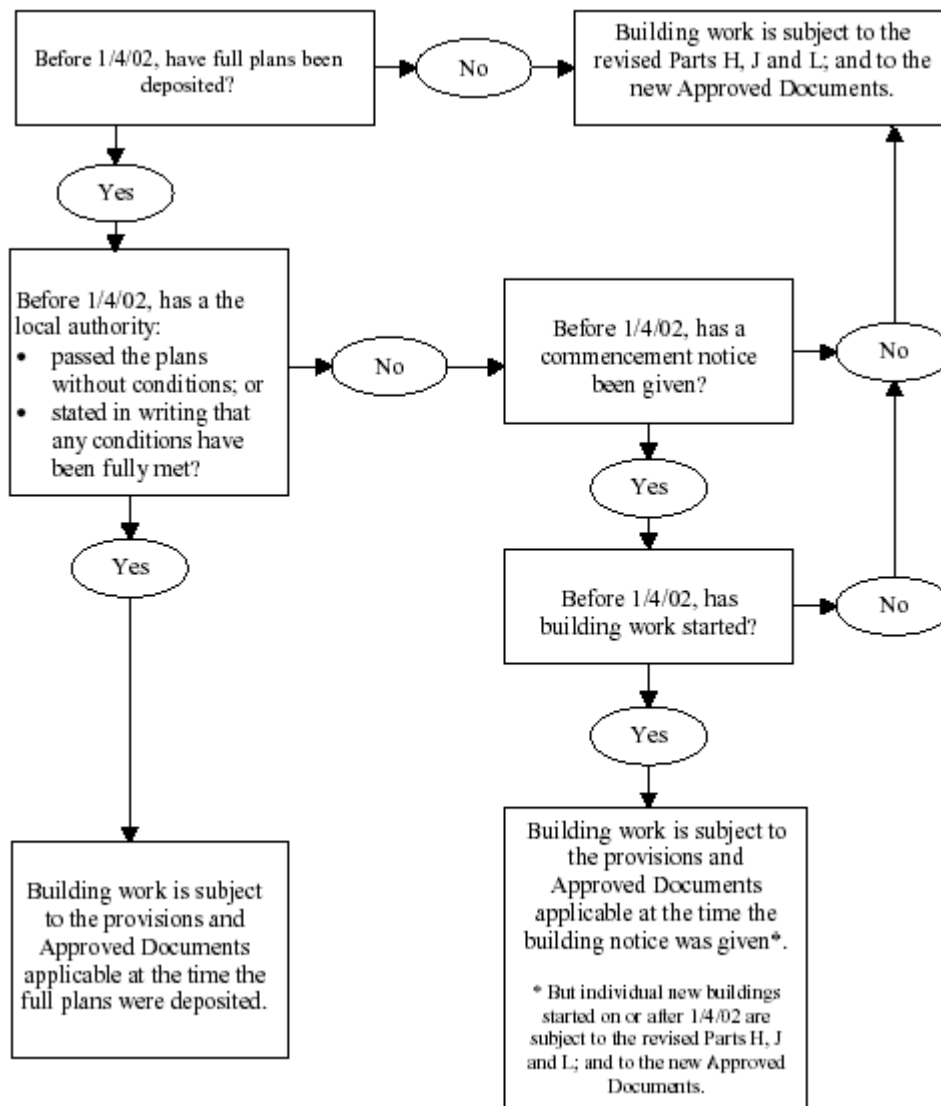 Before 1/4/02, have full plans been
deposited?
No
Building work is subject to the
revised Parts H, J and L; and to the
new Approved Documents.
Yes
Before 1/4/02, has a the
local authority:
• passed the plans
without conditions; or
• stated in writing that
any conditions have
been fully met?
No
Before 1/4/02, has a
commencement notice
been given?
No
Yes
Yes
Before 1/4/02, has
building work started?
No
Yes
Building work is subject
to the provisions and
Approved Documents
applicable at the time the
full plans were deposited.
Building work is subject to
the provisions and
Approved Documents
applicable at the time the
building notice was given*.
* But individual new buildings
started on or after 1/4/02 are
subject to the revised Parts H, J
and L; and to the new Approved
Documents.